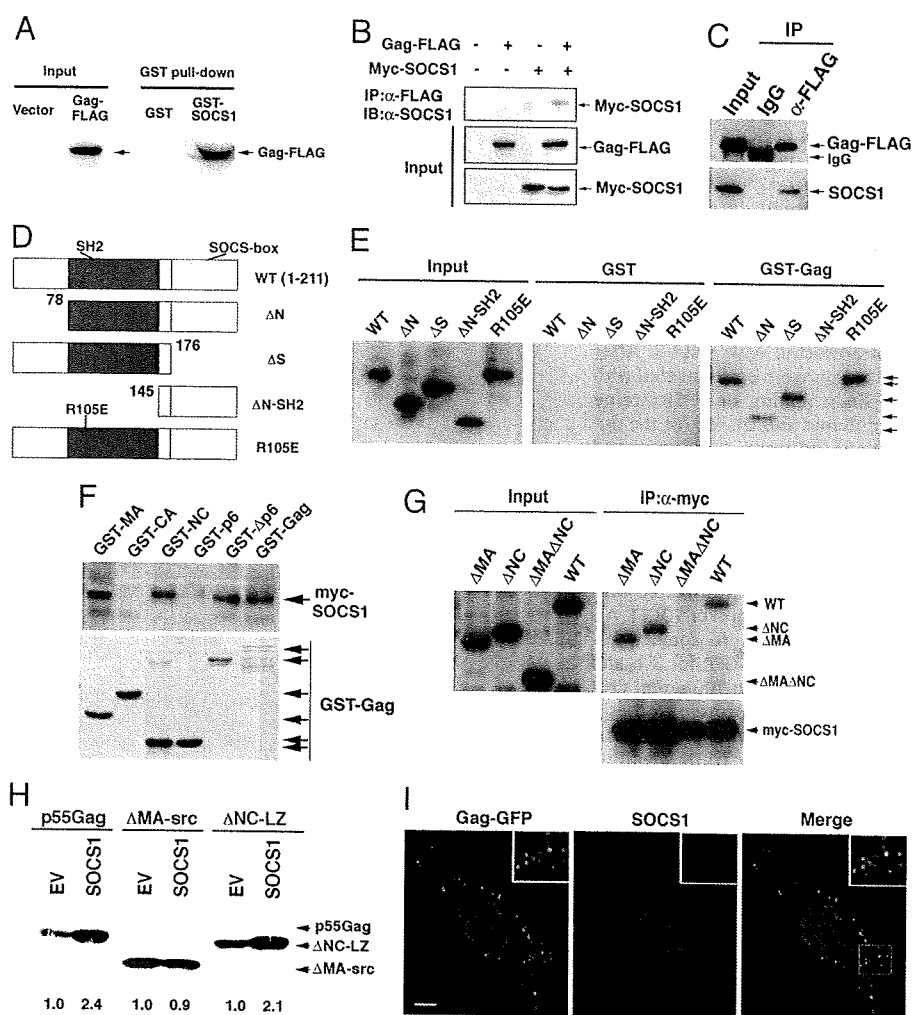 A
Input
GST pull-down
Vector
Gag-
FLAG
GST
GST-
SOCS1
Gag-FLAG
B
Gag-FLAG - + - +
Myc-SOCS1 - - + +
IP:α-FLAG
IB:α-SOCS1
Myc-SOCS1
Input
Gag-FLAG
Myc-SOCS1
C
IP
Input
IgG
α-FLAG
Gag-FLAG
IgG
SOCS1
D
SH2
SOCS-box
WT (1-211)
78
ΔN
176
ΔS
145
ΔN-SH2
R105E
R105E
E
Input
GST
GST-Gag
WT ΔN ΔS ΔN-SH2 R105E
WT ΔN ΔS ΔN-SH2 R105E
WT ΔN ΔS ΔN-SH2 R105E
F
GST-MA
GST-CA
GST-NC
GST-p6
GST-Δp6
GST-Gag
myc-
SOCS1
GST-Gag
G
Input
IP:α-myc
ΔMA ΔNC ΔMAΔNC WT
ΔMA ΔNC ΔMAΔNC WT
WT
ΔNC
ΔMA
ΔMAΔNC
myc-SOCS1
H
p55Gag ΔMA-src ΔNC-LZ
EV SOCS1 EV SOCS1 EV SOCS1
p55Gag
ΔNC-LZ
ΔMA-src
1.0 2.4 1.0 0.9 1.0 2.1
I
Gag-GFP
SOCS1
Merge